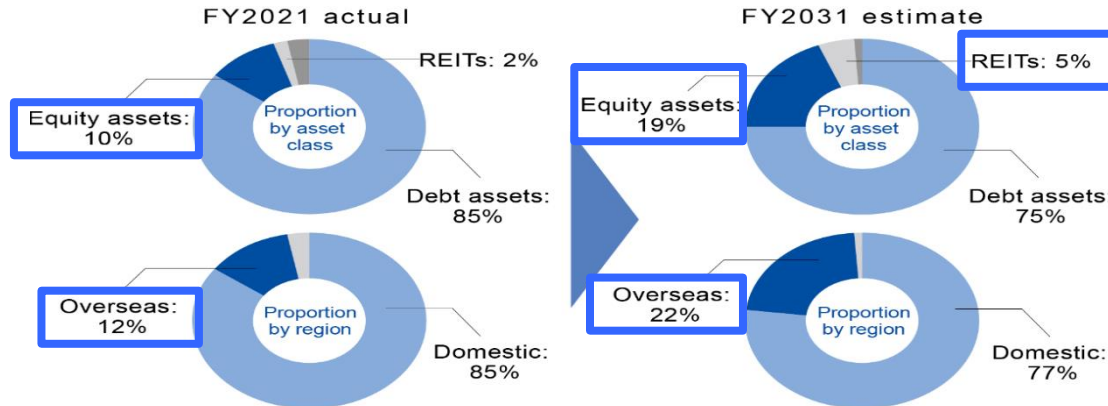 FY2021 actual
REITs: 2%
Equity assets:
10%
Proportion
by asset
class
Debt assets:
85%
Overseas:
12%
Proportion
by region
Domestic:
85%
FY2031 estimate
REITs: 5%
Equity assets:
19%
Proportion
by asset
class
Debt assets:
75%
Overseas:
22%
Proportion
by region
Domestic:
77%